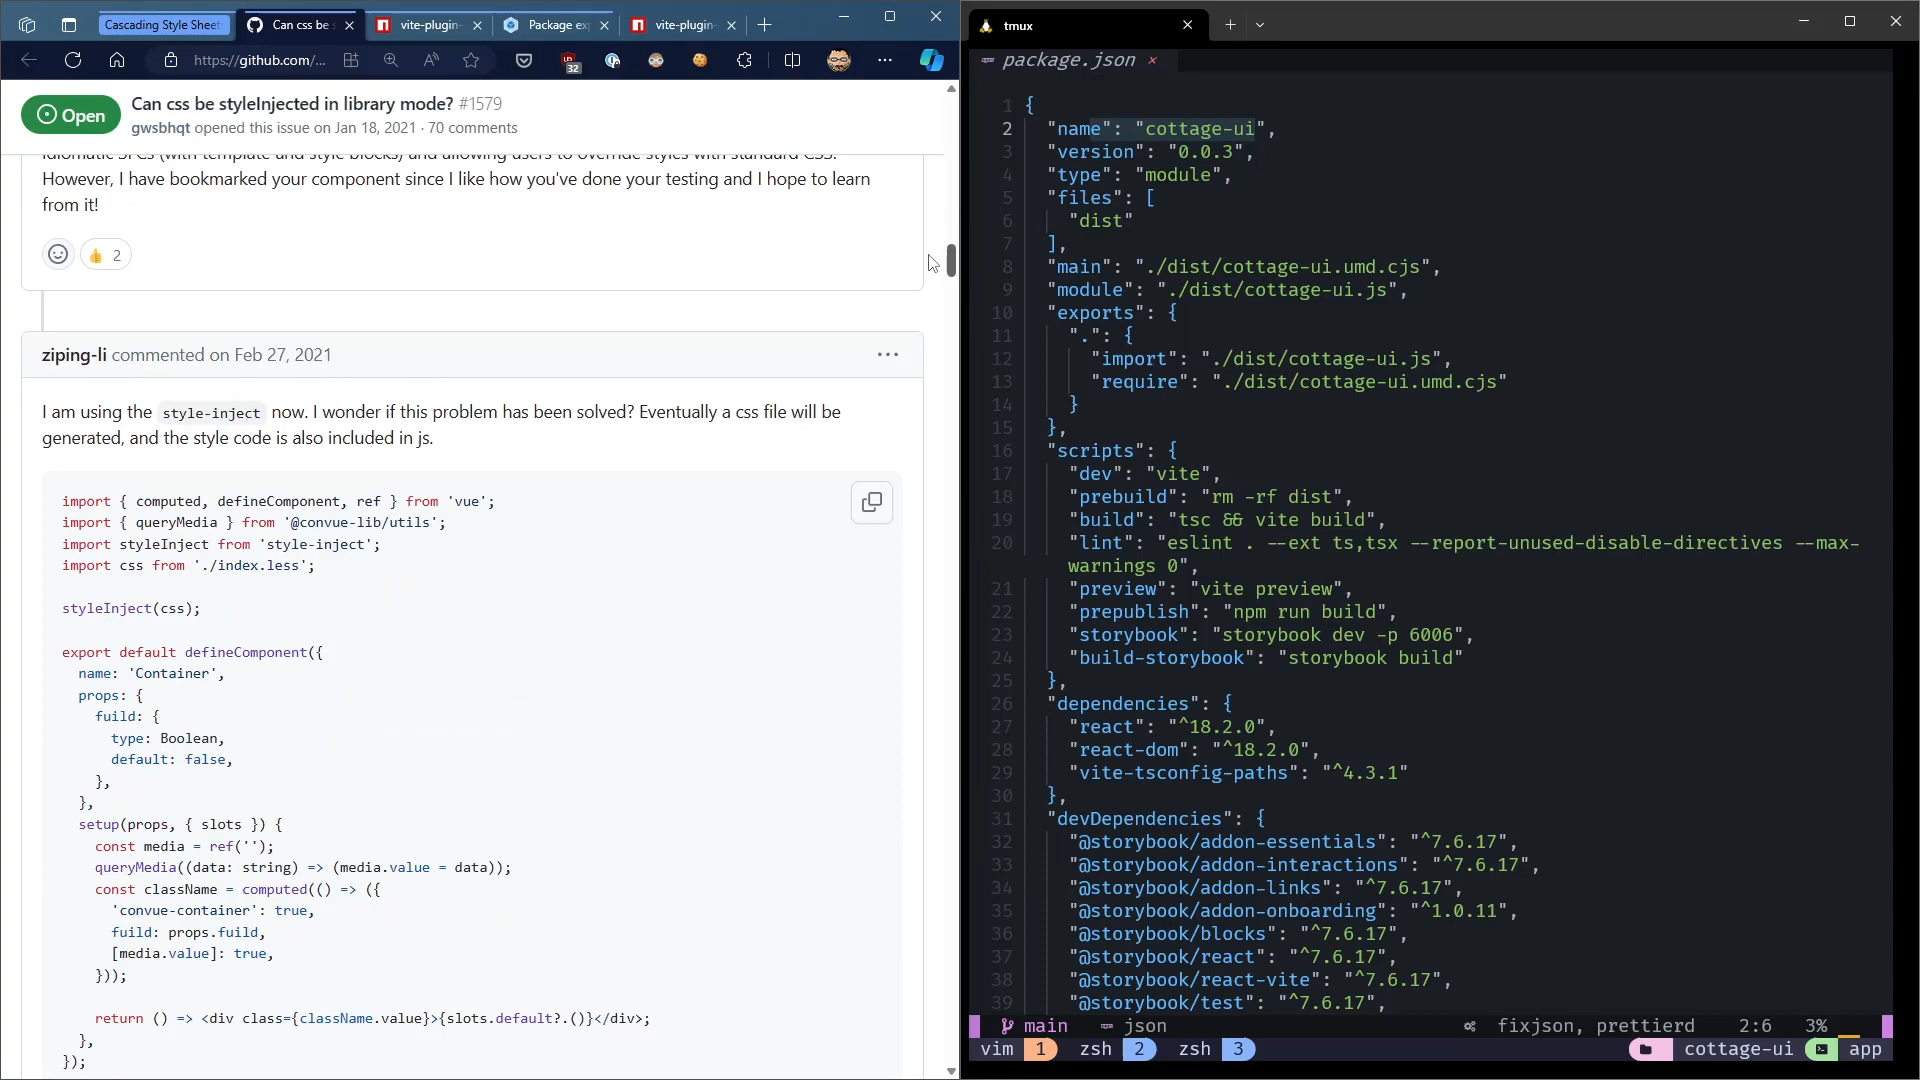 Cascading Style Sheet
Can css be s
vite-plugin-
Package ex
vite-plugin-
https://github.com/...
32
Open
Can css be styleInjected in library mode? #1579
gwsbhqt opened this issue on Jan 18, 2021 · 70 comments
idiomatic SFCs (with template and style blocks) and allowing users to override styles with standard CSS.
However, I have bookmarked your component since I like how you've done your testing and I hope to learn
from it!
👍 2
ziping-li commented on Feb 27, 2021
I am using the style-inject now. I wonder if this problem has been solved? Eventually a css file will be
generated, and the style code is also included in js.
import { computed, defineComponent, ref } from 'vue';
import { queryMedia } from '@convue-lib/utils';
import styleInject from 'style-inject';
import css from './index.less';
styleInject(css);
export default defineComponent({
name: 'Container',
props: {
fuild: {
type: Boolean,
default: false,
},
},
setup(props, { slots }) {
const media = ref('');
queryMedia((data: string) => (media.value = data));
const className = computed(() => ({
'convue-container': true,
fuild: props.fuild,
[media.value]: true,
}));
return () => <div class={className.value}>{slots.default?.()}</div>;
},
});
tmux
package.json ×
1 {
2 "name": "cottage-ui",
3 "version": "0.0.3",
4 "type": "module",
5 "files": [
6 "dist"
7 ],
8 "main": "./dist/cottage-ui.umd.cjs",
9 "module": "./dist/cottage-ui.js",
10 "exports": {
11 ".": {
12 "import": "./dist/cottage-ui.js",
13 "require": "./dist/cottage-ui.umd.cjs"
14 }
15 },
16 "scripts": {
17 "dev": "vite",
18 "prebuild": "rm -rf dist",
19 "build": "tsc && vite build",
20 "lint": "eslint . --ext ts,tsx --report-unused-disable-directives --max-
warnings 0",
21 "preview": "vite preview",
22 "prepublish": "npm run build",
23 "storybook": "storybook dev -p 6006",
24 "build-storybook": "storybook build"
25 },
26 "dependencies": {
27 "react": "^18.2.0",
28 "react-dom": "^18.2.0",
29 "vite-tsconfig-paths": "^4.3.1"
30 },
31 "devDependencies": {
32 "@storybook/addon-essentials": "^7.6.17",
33 "@storybook/addon-interactions": "^7.6.17",
34 "@storybook/addon-links": "^7.6.17",
35 "@storybook/addon-onboarding": "^1.0.11",
36 "@storybook/blocks": "^7.6.17",
37 "@storybook/react": "^7.6.17",
38 "@storybook/react-vite": "^7.6.17",
39 "@storybook/test": "^7.6.17",
main json fixjson, prettierd 2:6 3%
vim 1 zsh 2 zsh 3 cottage-ui app